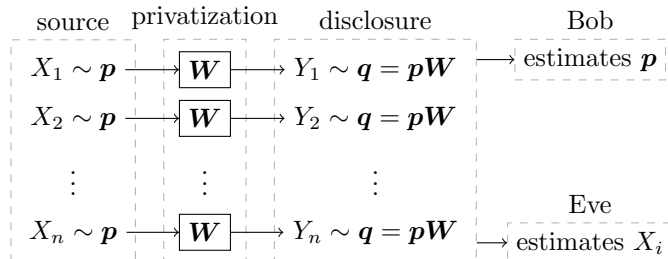 source privatization disclosure Bob
X₁ ∼ p W Y₁ ∼ q = pW estimates p
X₂ ∼ p W Y₂ ∼ q = pW
⋮ ⋮ ⋮
Eve
Xₙ ∼ p W Yₙ ∼ q = pW estimates Xᵢ